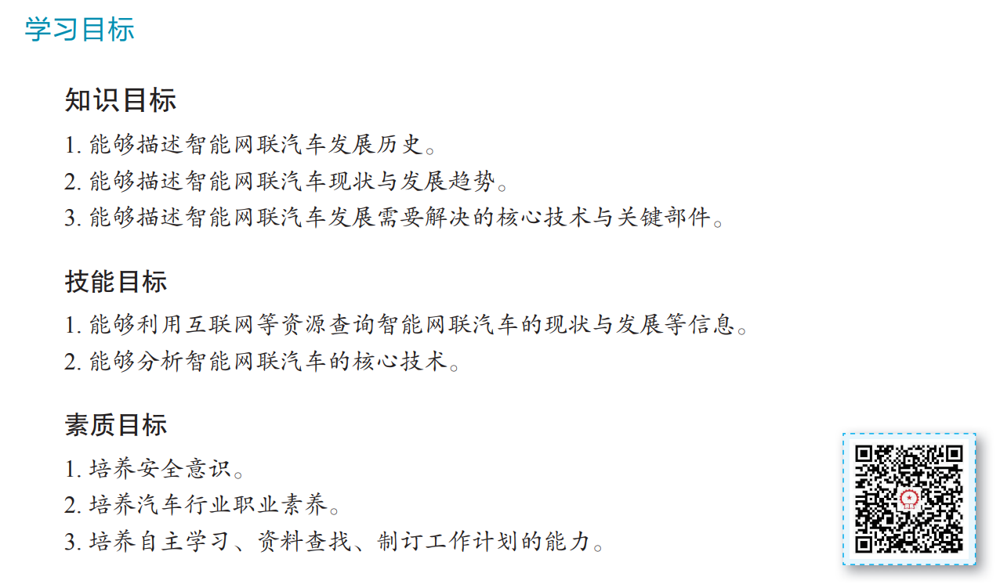 学习目标
知识目标
1. 能够描述智能网联汽车发展历史。
2. 能够描述智能网联汽车现状与发展趋势。
3. 能够描述智能网联汽车发展需要解决的核心技术与关键部件。
技能目标
1. 能够利用互联网等资源查询智能网联汽车的现状与发展等信息。
2. 能够分析智能网联汽车的核心技术。
素质目标
1. 培养安全意识。
2. 培养汽车行业职业素养。
3. 培养自主学习、资料查找、制订工作计划的能力。